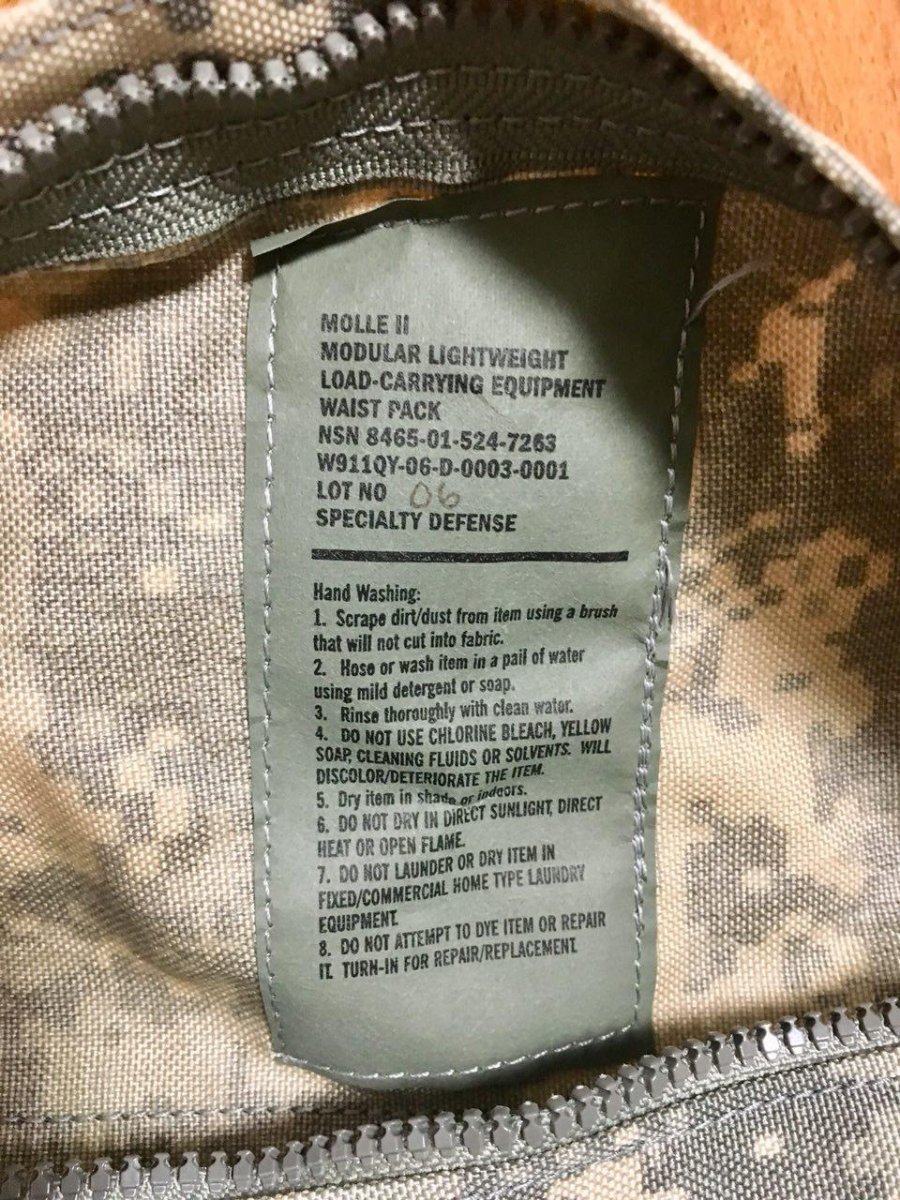 MOLLE II
MODULAR LIGHTWEIGHT
LOAD-CARRYING EQUIPMENT
WAIST PACK
NSN 8465-01-524-7263
W911QY-06-D-0003-0001
LOT NO 06
SPECIALTY DEFENSE
Hand Washing:
1. Scrape dirt/dust from item using a brush
that will not cut into fabric.
2. Hose or wash item in a pail of water
using mild detergent or soap.
3. Rinse thoroughly with clean water.
4. DO NOT USE CHLORINE BLEACH, YELLOW
SOAP, CLEANING FLUIDS OR SOLVENTS. WILL
DISCOLOR/DETERIORATE THE ITEM.
5. Dry item in shade or indoors.
6. DO NOT DRY IN DIRECT SUNLIGHT, DIRECT
HEAT OR OPEN FLAME.
7. DO NOT LAUNDER OR DRY ITEM IN
FIXED/COMMERCIAL HOME TYPE LAUNDRY
EQUIPMENT.
8. DO NOT ATTEMPT TO DYE ITEM OR REPAIR
IT. TURN-IN FOR REPAIR/REPLACEMENT.